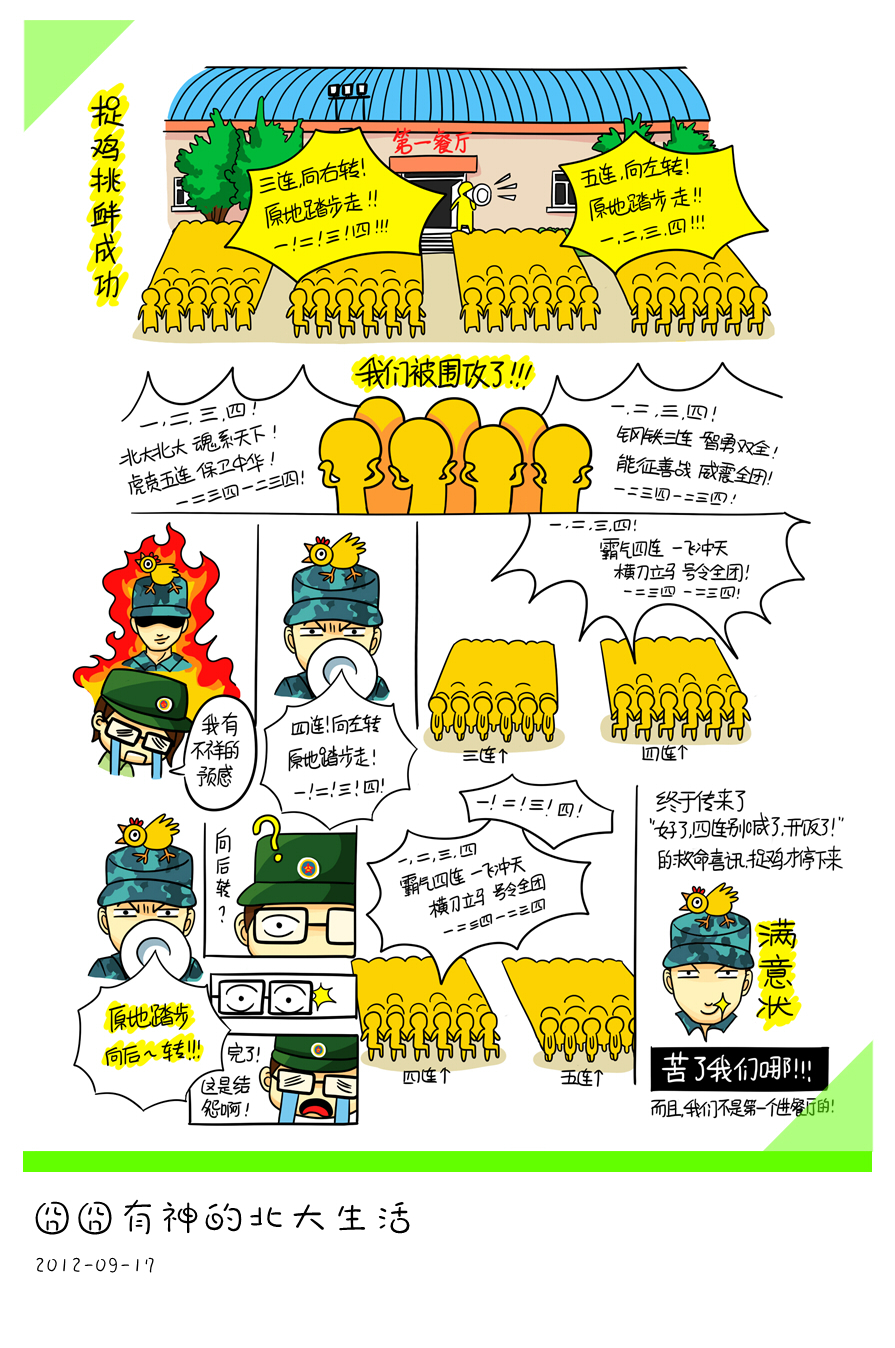 捉鸡挑衅成功
第一餐厅
三连,向右转!
原地踏步走!!
一!二!三!四!!!
五连,向左转!
原地踏步走!!
一,二,三,四!!!
我们被围攻了!!!
一,二,三,四!
北大北大 魂系天下!
虎贲五连 保卫中华!
一二三四一二三四!
一,二,三,四!
钢铁三连 智勇双全!
能征善战 威震全团!
一二三四一二三四!
我有
不祥的
预感
四连!向左转
原地踏步走!
一!二!三!四!
一,二,三,四!
霸气四连 一飞冲天
横刀立马 号令全团!
一二三四 一二三四!
三连↑
四连↑
原地踏步
向后~转!!!
向后转?
完了!
这是结
怨啊!
一!二!三!四!
一,二,三,四
霸气四连 一飞冲天
横刀立马 号令全团
一二三四一二三四
四连↑
五连↑
终于传来了
“好了,四连别喊了,开饭了!”
的救命喜讯,捉鸡才停下来
满意状
苦了我们哪!!!
而且,我们不是第一个进餐厅的!
囧囧有神的北大生活
2012-09-17